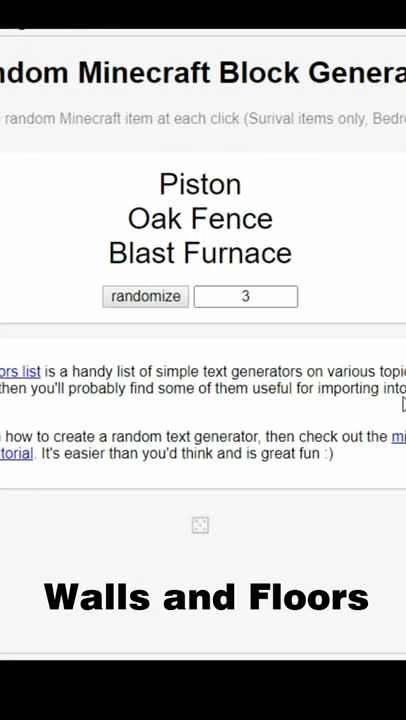 ndom Minecraft Block Genera
random Minecraft item at each click (Surival items only, Bedr
Piston
Oak Fence
Blast Furnace
randomize 3
ors list is a handy list of simple text generators on various topi
then you'll probably find some of them useful for importing into
how to create a random text generator, then check out the mi
torial. It's easier than you'd think and is great fun :)
Walls and Floors